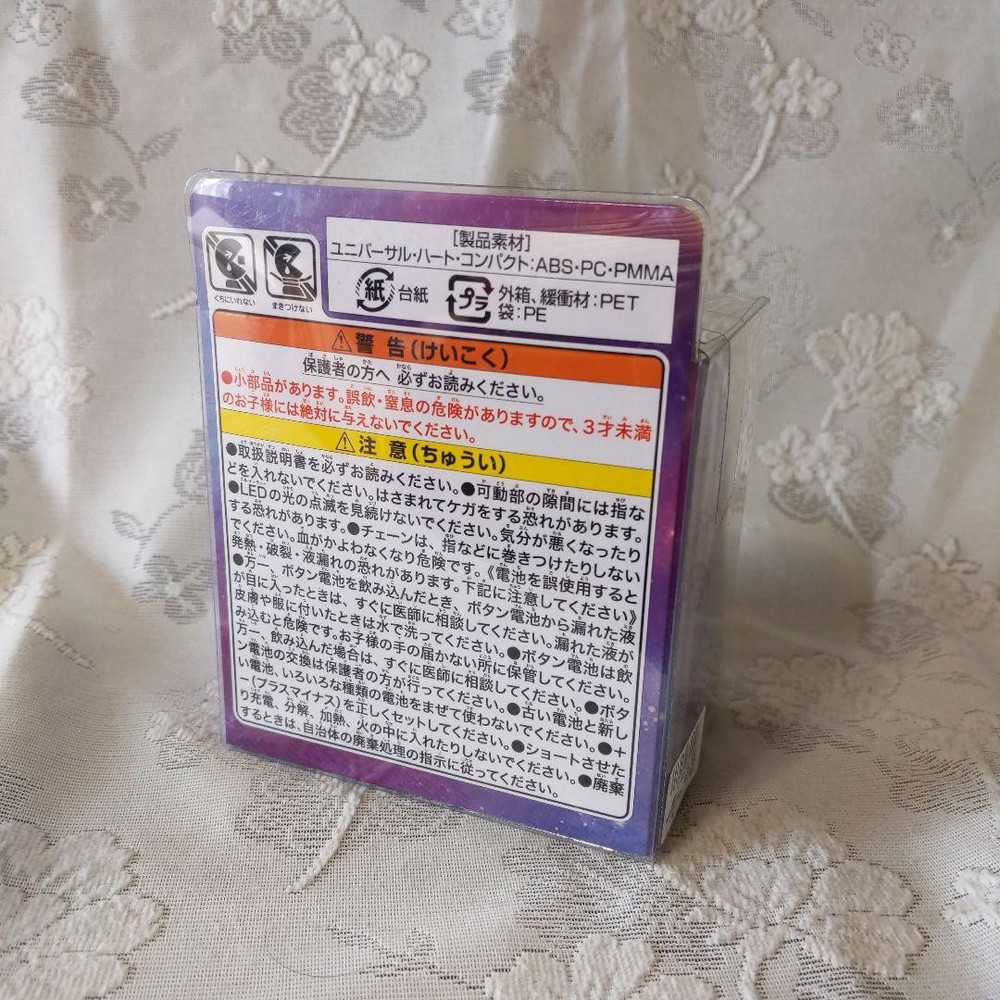 [製品素材]
ユニバーサル・ハート・コンパクト:ABS・PC・PMMA
紙 台紙
プラ 外箱、緩衝材:PET
袋:PE
くちにいれない
まきつけない
⚠警告(けいこく)
保護者の方へ 必ずお読みください。
●小部品があります。誤飲・窒息の危険がありますので、3才未満
のお子様には絶対に与えないでください。
⚠注意(ちゅうい)
●取扱説明書を必ずお読みください。●可動部の隙間には指な
どを入れないでください。はさまれてケガをする恐れがあります。
●LEDの光の点滅を見続けないでください。気分が悪くなったり
する恐れがあります。●チェーンは、指などに巻きつけたりしない
でください。血がかよわなくなり危険です。《電池を誤使用すると
発熱・破裂・液漏れの恐れがあります。下記に注意してください》
●万一、ボタン電池を飲み込んだとき、ボタン電池から漏れた液
が目に入ったときは、すぐに医師に相談してください。漏れた液が
皮膚や服に付いたときは水で洗ってください。●ボタン電池は飲
み込むと危険です。お子様の手の届かない所に保管してください。
万一、飲み込んだ場合は、すぐに医師に相談してください。●ボタ
ン電池の交換は保護者の方が行ってください。●古い電池と新し
い電池、いろいろな種類の電池をまぜて使わないでください。●+
-(プラスマイナス)を正しくセットしてください。●ショートさせた
り充電、分解、加熱、火の中に入れたりしないでください。●廃棄
するときは、自治体の廃棄処理の指示に従ってください。